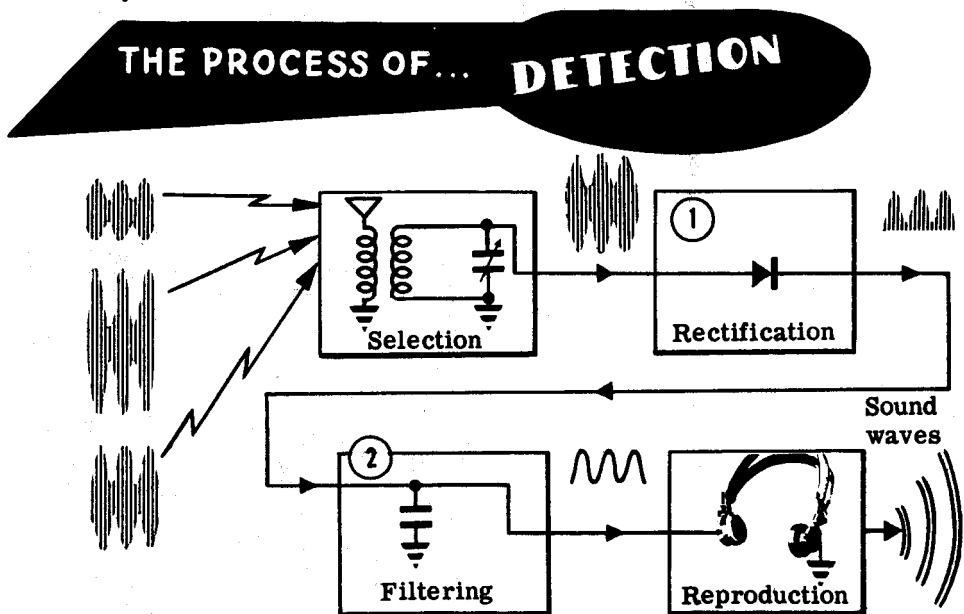 THE PROCESS OF... DETECTION
1
Selection
Rectification
Sound
waves
2
Filtering
Reproduction